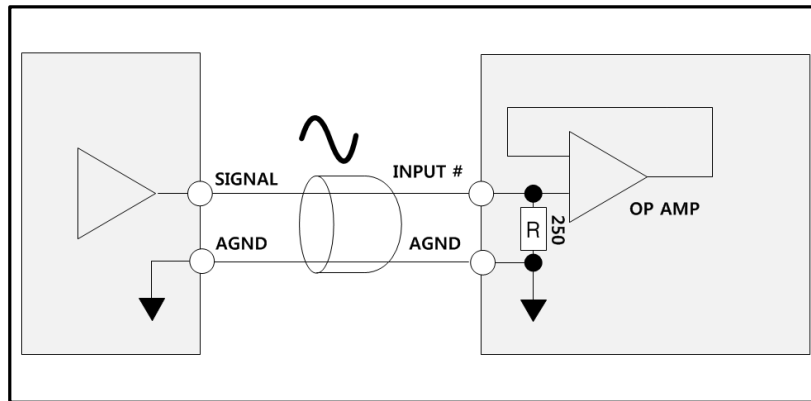 SIGNAL
INPUT #
OP AMP
R
250
AGND
AGND